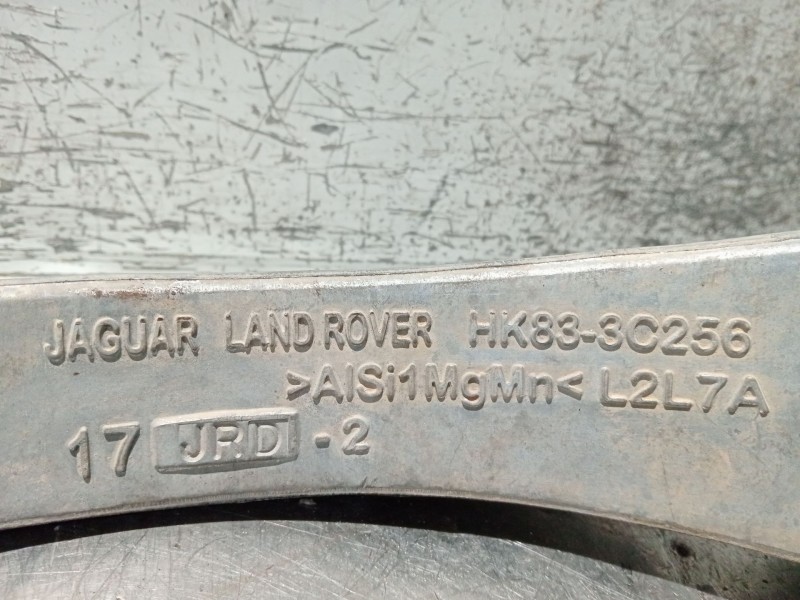 JAGUAR LAND ROVER HK83-3C256
>AlSi1MgMn< L2L7A
17 JRD -2